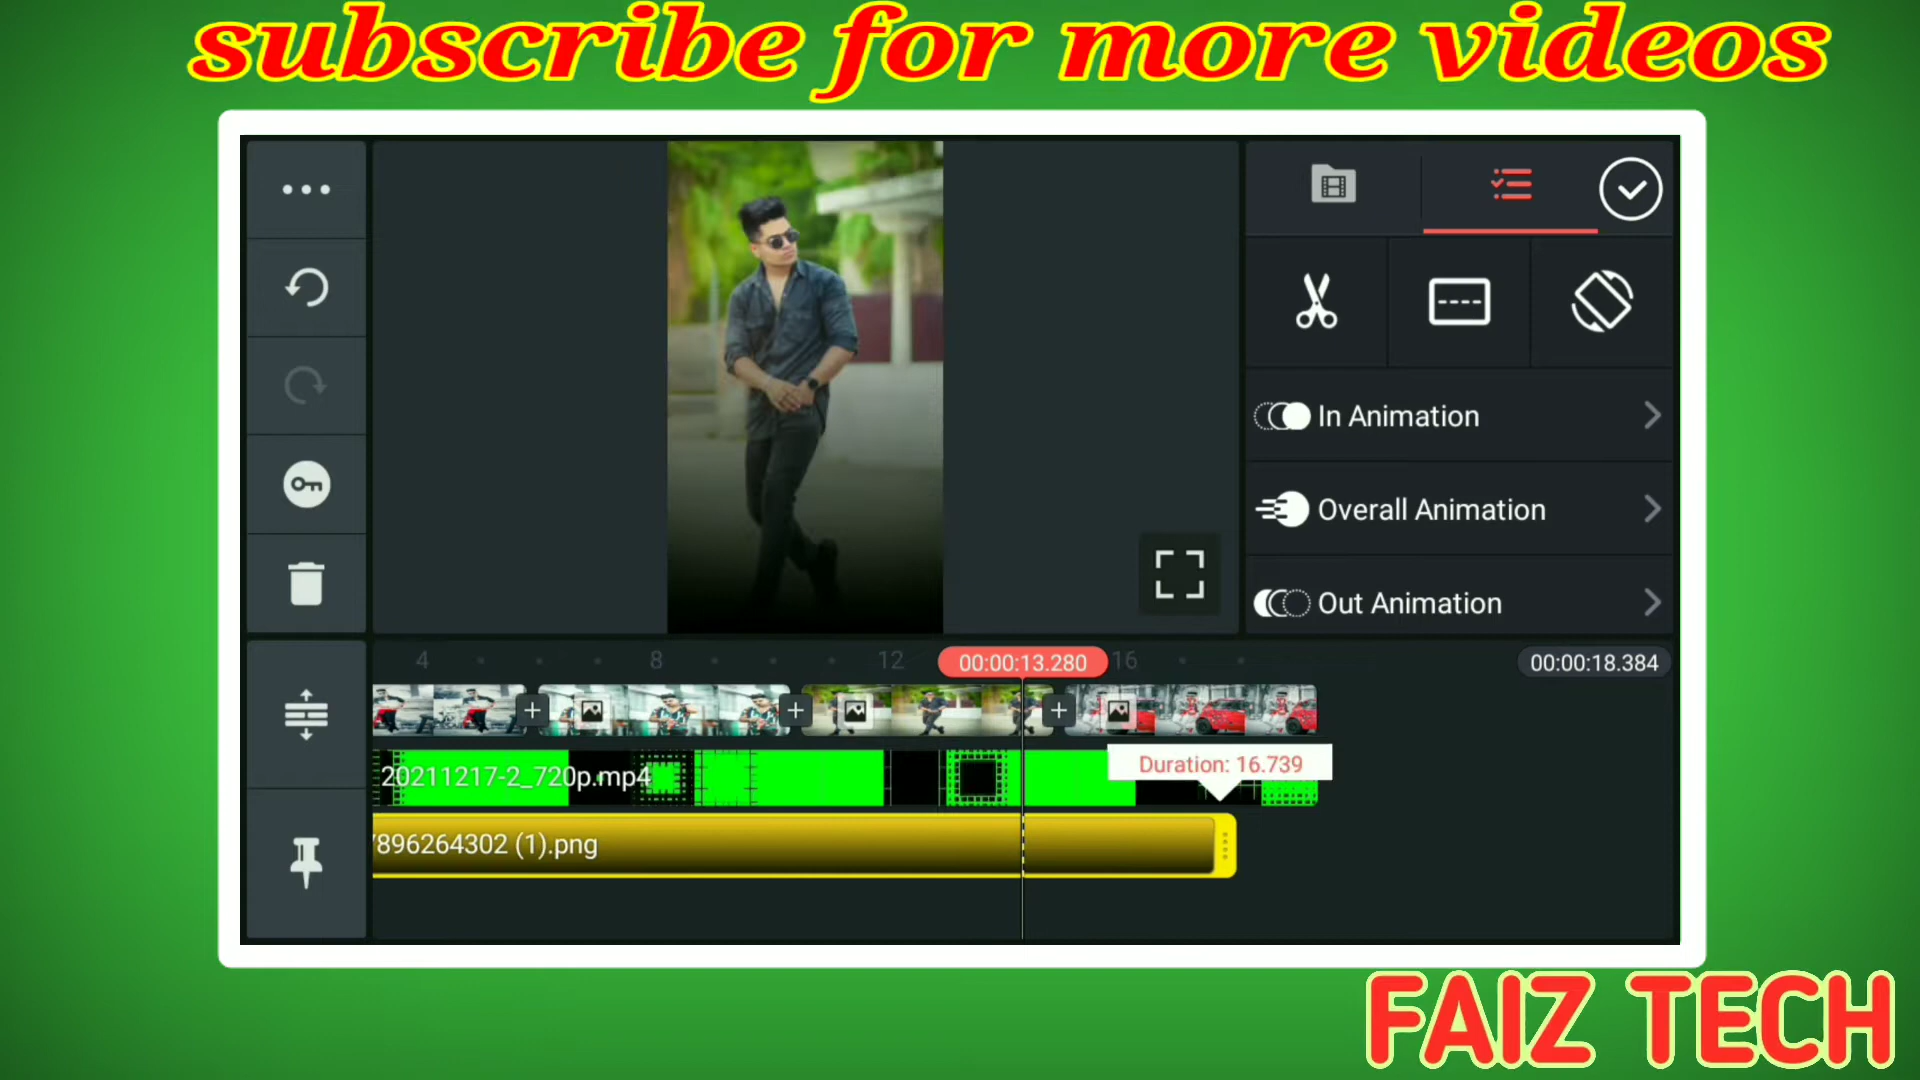 subscribe for more videos
In Animation
Overall Animation
Out Animation
4
8
12
00:00:13.280
16
00:00:18.384
20211217-2_720p.mp4
Duration: 16.739
7896264302 (1).png
FAIZ TECH